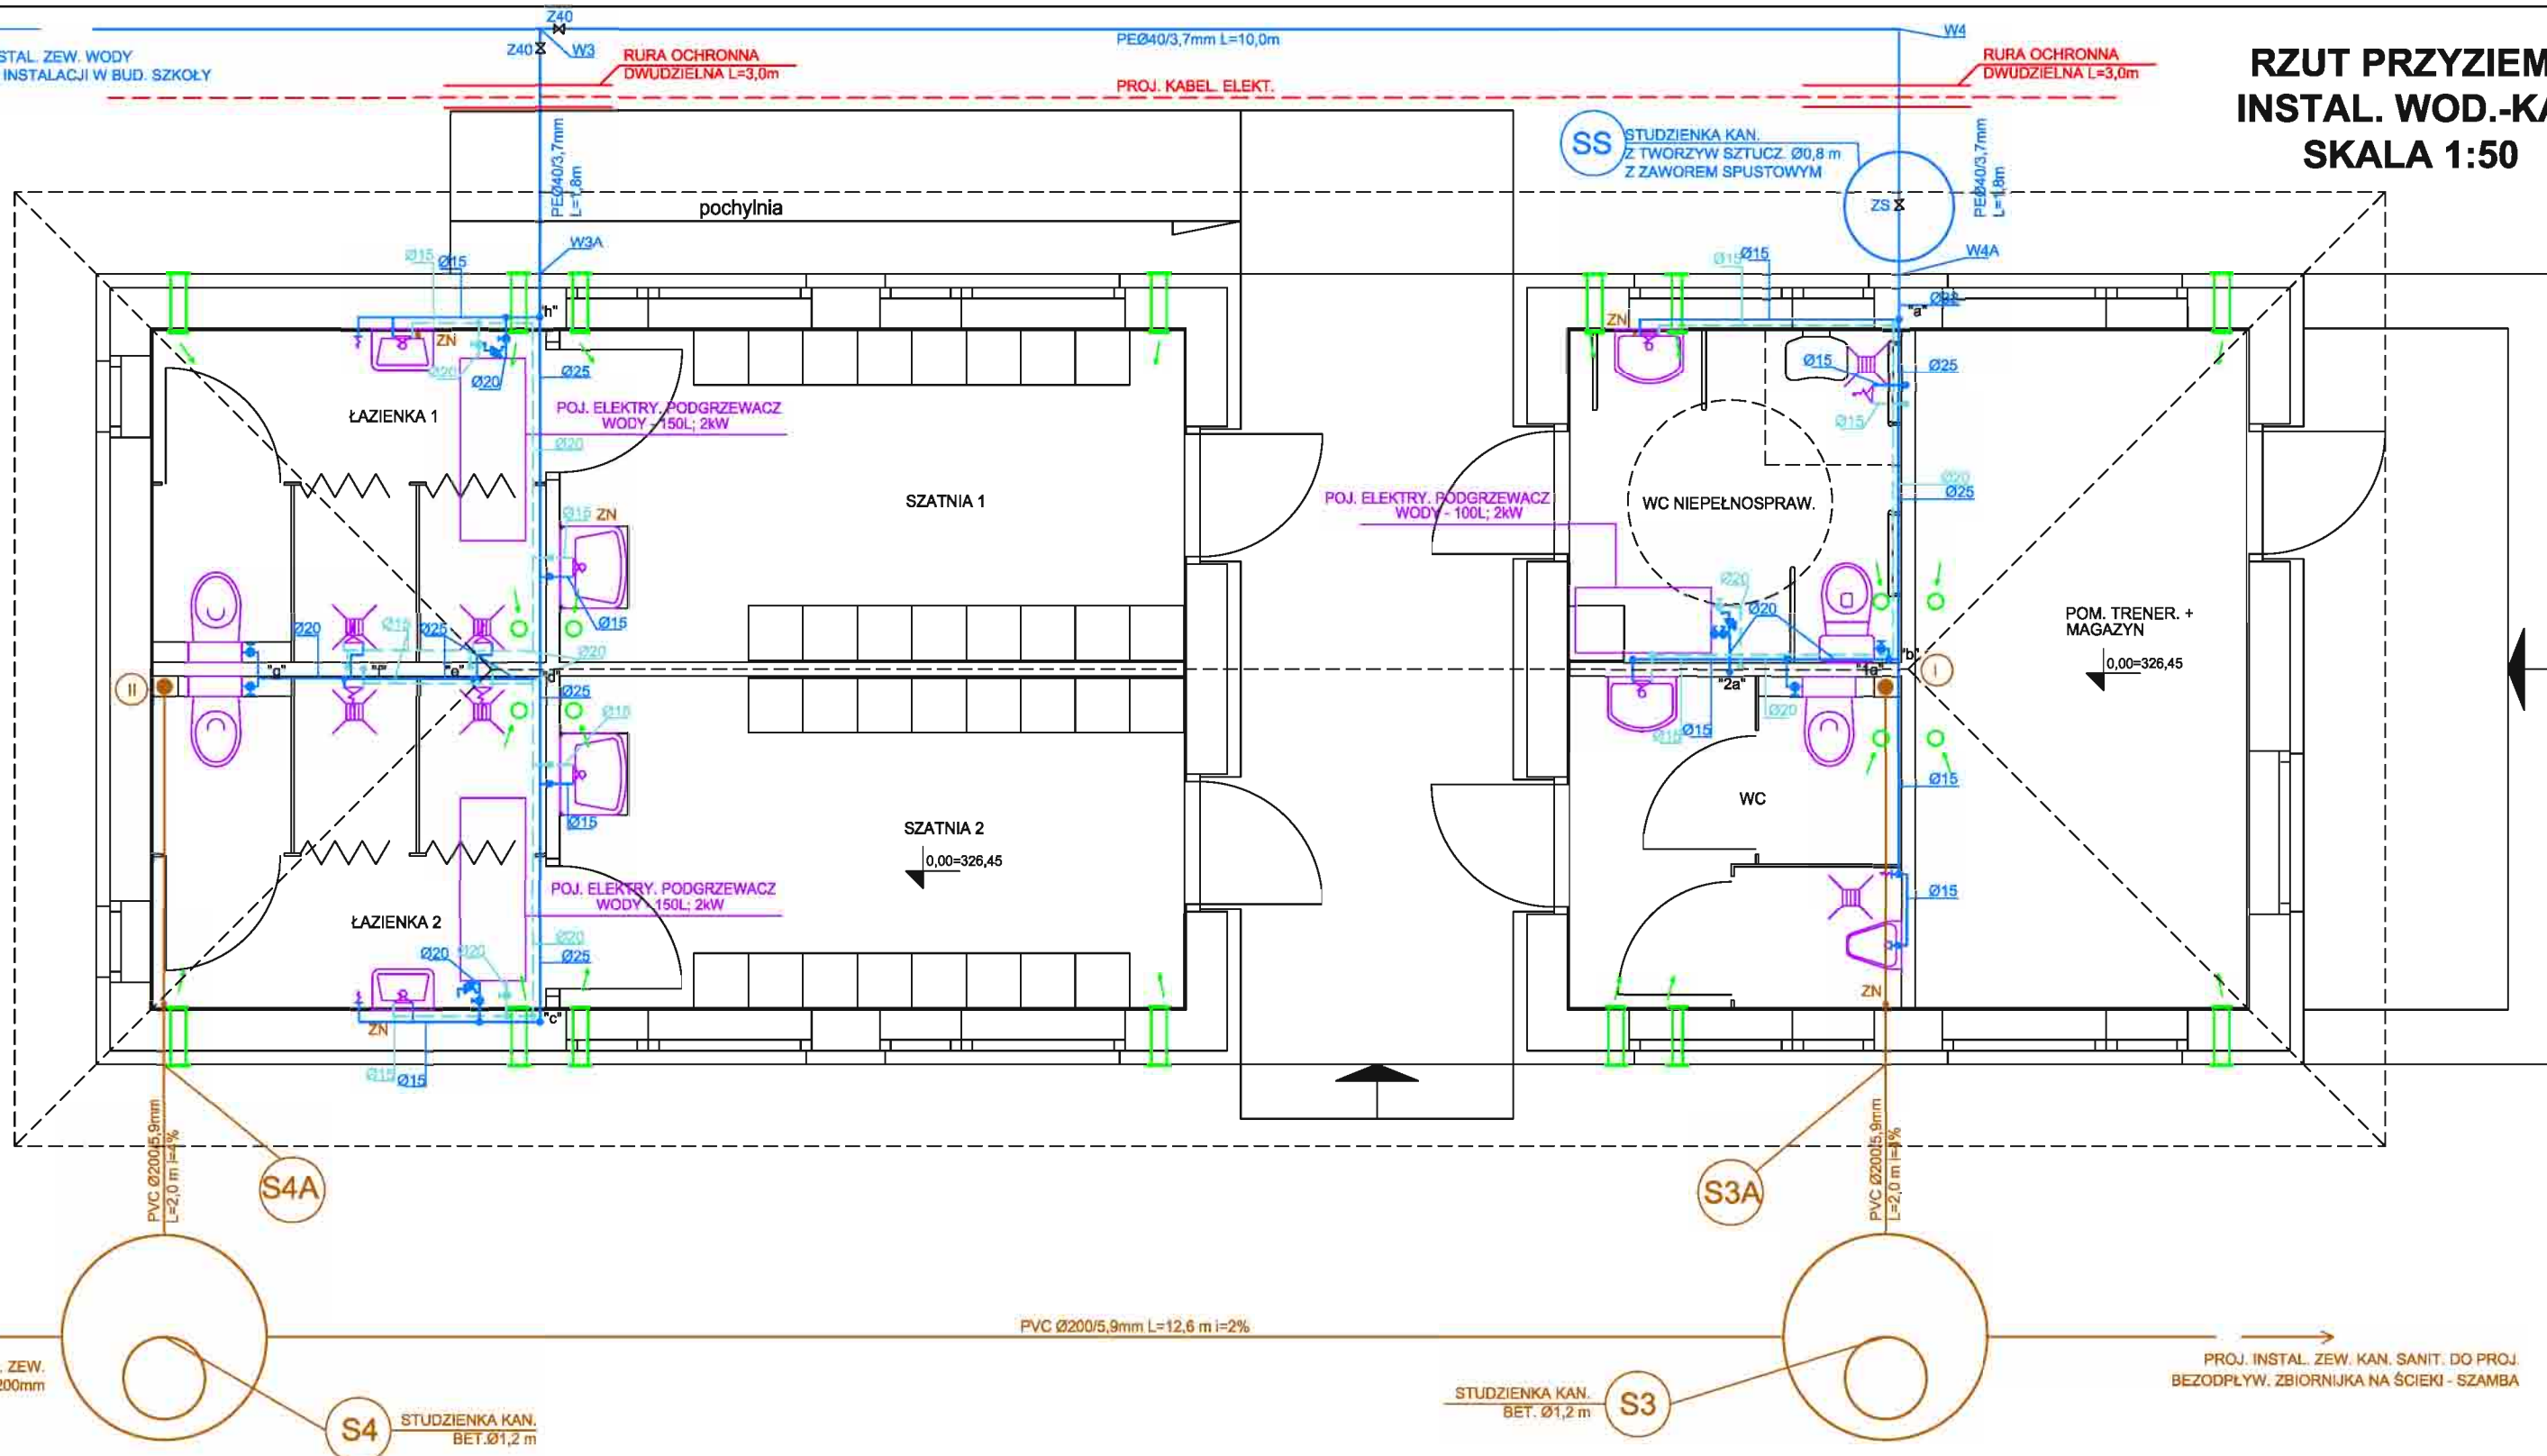 Z40
Z40
W3
PEØ40/3,7mm L=10,0m
W4
STAL. ZEW. WODY
INSTALACJI W BUD. SZKOŁY
RURA OCHRONNA
DWUDZIELNA L=3,0m
PROJ. KABEL. ELEKT.
RURA OCHRONNA
DWUDZIELNA L=3,0m
RZUT PRZYZIEM
INSTAL. WOD.-KA
SKALA 1:50
SS
STUDZIENKA KAN.
Z TWORZYW SZTUCZ. Ø0,8 m
Z ZAWOREM SPUSTOWYM
PEØ40/3,7mm
L=1,8m
PEØ40/3,7mm
L=1,8m
ZS
pochylnia
W3A
W4A
Ø15
Ø15
Ø15
Ø15
"h"
"a"
Ø32
ZN
ZN
Ø20
Ø20
Ø25
Ø15
Ø25
Ø15
ŁAZIENKA 1
POJ. ELEKTRY. PODGRZEWACZ
WODY - 150L; 2kW
Ø20
SZATNIA 1
POJ. ELEKTRY. PODGRZEWACZ
WODY - 100L; 2kW
WC NIEPEŁNOSPRAW.
Ø20
Ø25
Ø15
ZN
Ø15
Ø20
Ø15
Ø25
Ø20
Ø20
Ø20
POM. TRENER. +
MAGAZYN
0,00=326,45
"g"
"f"
"e"
"d"
"b"
"1a"
"2a"
I
II
Ø25
Ø15
Ø15
Ø15
Ø20
Ø15
Ø15
WC
SZATNIA 2
0,00=326,45
POJ. ELEKTRY. PODGRZEWACZ
WODY - 150L; 2kW
Ø15
ŁAZIENKA 2
Ø20
Ø20
Ø20
Ø25
ZN
"c"
ZN
Ø15
Ø15
PVC Ø200/5,9mm
L=2,0 m i=4%
PVC Ø200/5,9mm
L=2,0 m i=4%
S4A
S3A
PVC Ø200/5,9mm L=12,6 m i=2%
. ZEW.
200mm
PROJ. INSTAL. ZEW. KAN. SANIT. DO PROJ.
BEZODPŁYW. ZBIORNIJKA NA ŚCIEKI - SZAMBA
S4
STUDZIENKA KAN.
BET.Ø1,2 m
STUDZIENKA KAN.
BET. Ø1,2 m
S3